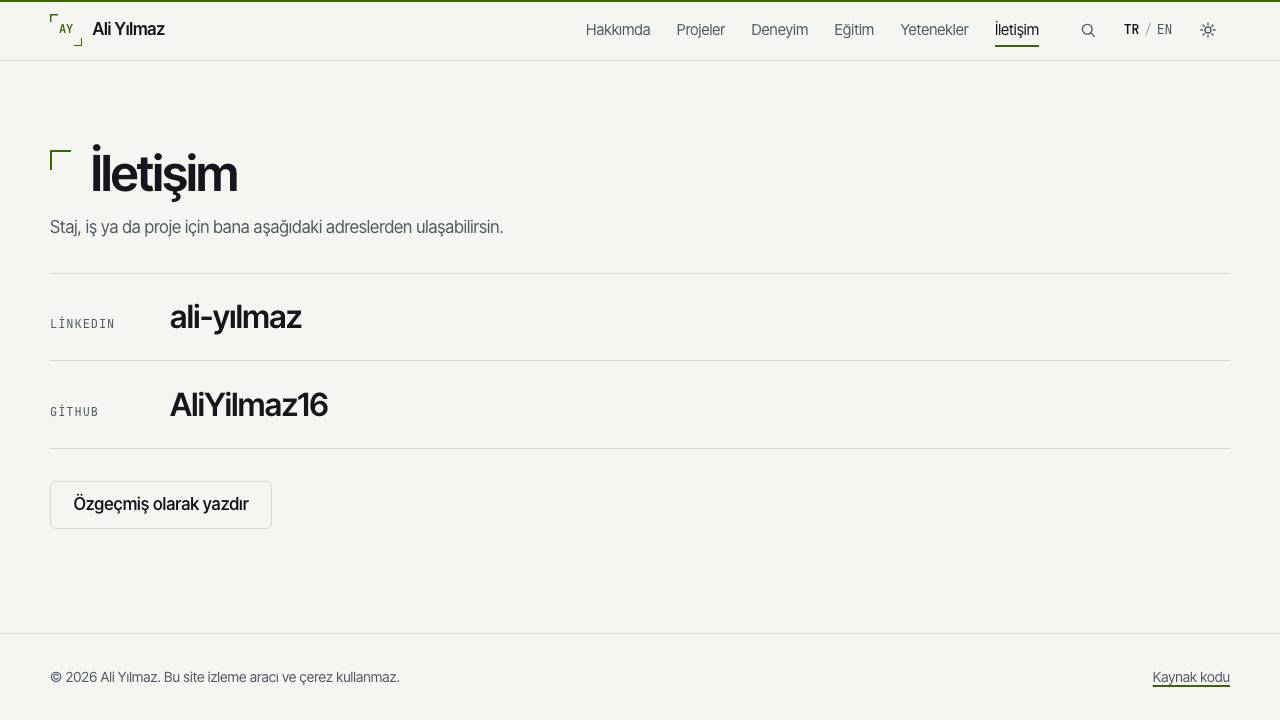 AY Ali Yılmaz Hakkımda Projeler Deneyim Eğitim Yetenekler İletişim TR / EN
İletişim
Staj, iş ya da proje için bana aşağıdaki adreslerden ulaşabilirsin.
LİNKEDIN ali-yılmaz
GİTHUB AliYilmaz16
Özgeçmiş olarak yazdır
© 2026 Ali Yılmaz. Bu site izleme aracı ve çerez kullanmaz. Kaynak kodu